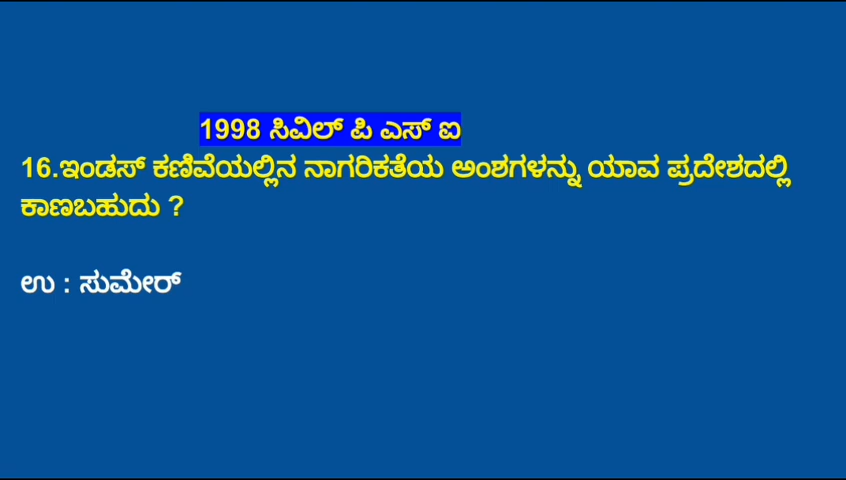 1998 ಸಿವಿಲ್ ಪಿ ಎಸ್ ಐ
16.ಇಂಡಸ್ ಕಣಿವೆಯಲ್ಲಿನ ನಾಗರಿಕತೆಯ ಅಂಶಗಳನ್ನು ಯಾವ ಪ್ರದೇಶದಲ್ಲಿ
ಕಾಣಬಹುದು ?
ಉ : ಸುಮೇರ್